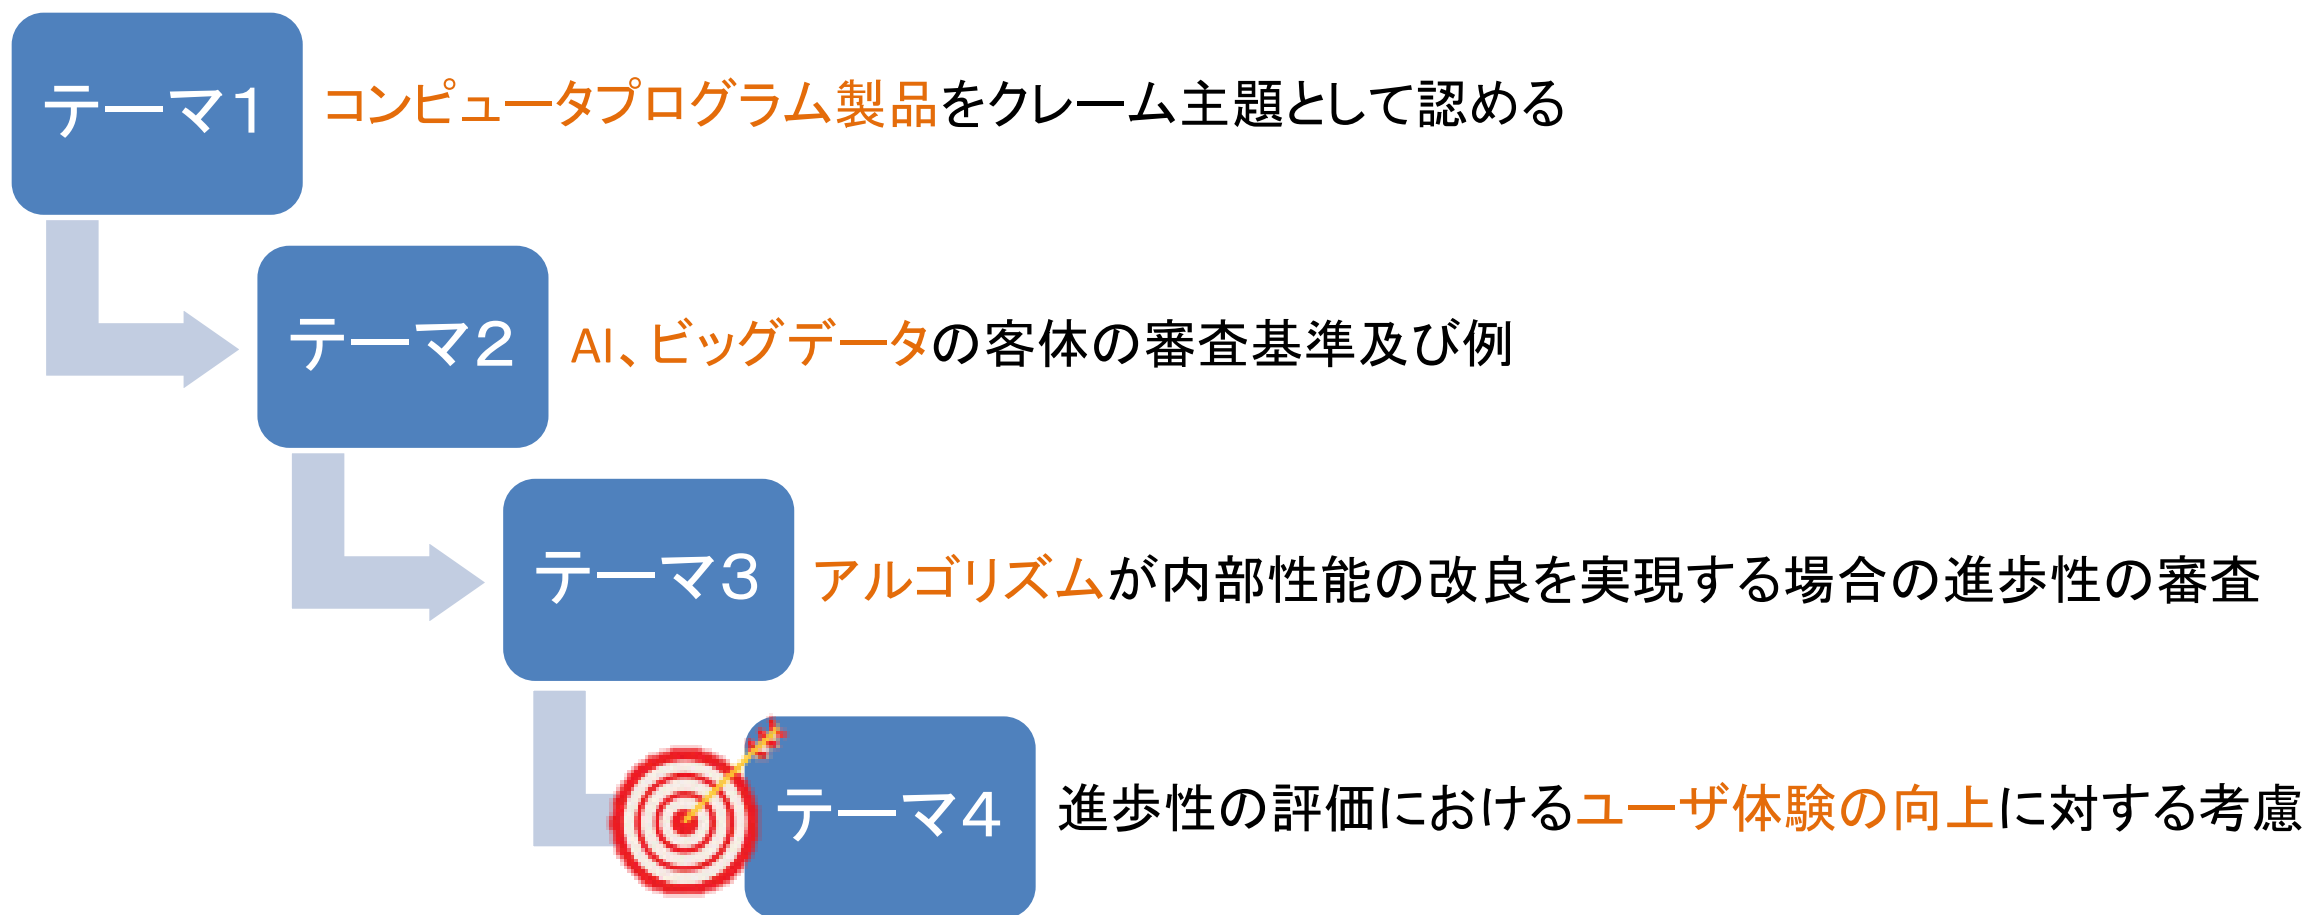 テーマ1
コンピュータプログラム製品をクレーム主題として認める
テーマ2
AI、ビッグデータの客体の審査基準及び例
テーマ3
アルゴリズムが内部性能の改良を実現する場合の進歩性の審査
テーマ4
進歩性の評価におけるユーザ体験の向上に対する考慮